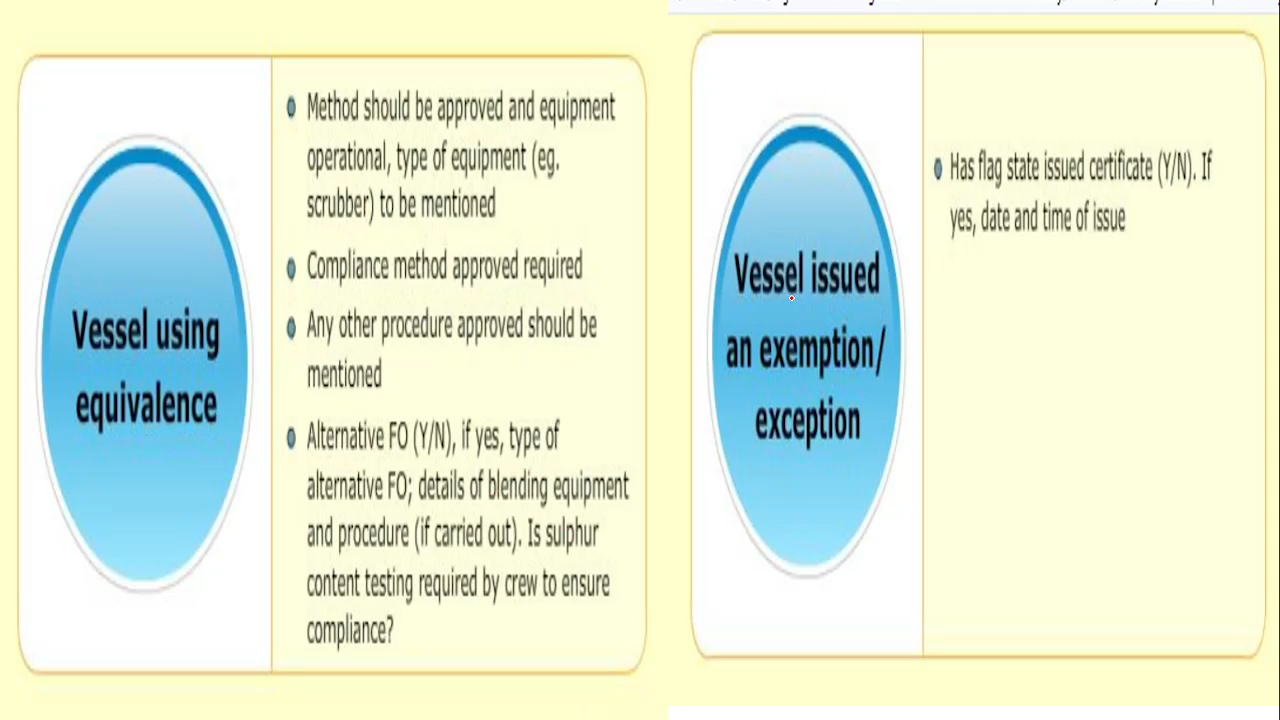 Vessel using
equivalence
Method should be approved and equipment
operational, type of equipment (eg.
scrubber) to be mentioned
Compliance method approved required
Any other procedure approved should be
mentioned
Alternative FO (Y/N), if yes, type of
alternative FO; details of blending equipment
and procedure (if carried out). Is sulphur
content testing required by crew to ensure
compliance?
Vessel issued
an exemption/
exception
Has flag state issued certificate (Y/N). If
yes, date and time of issue